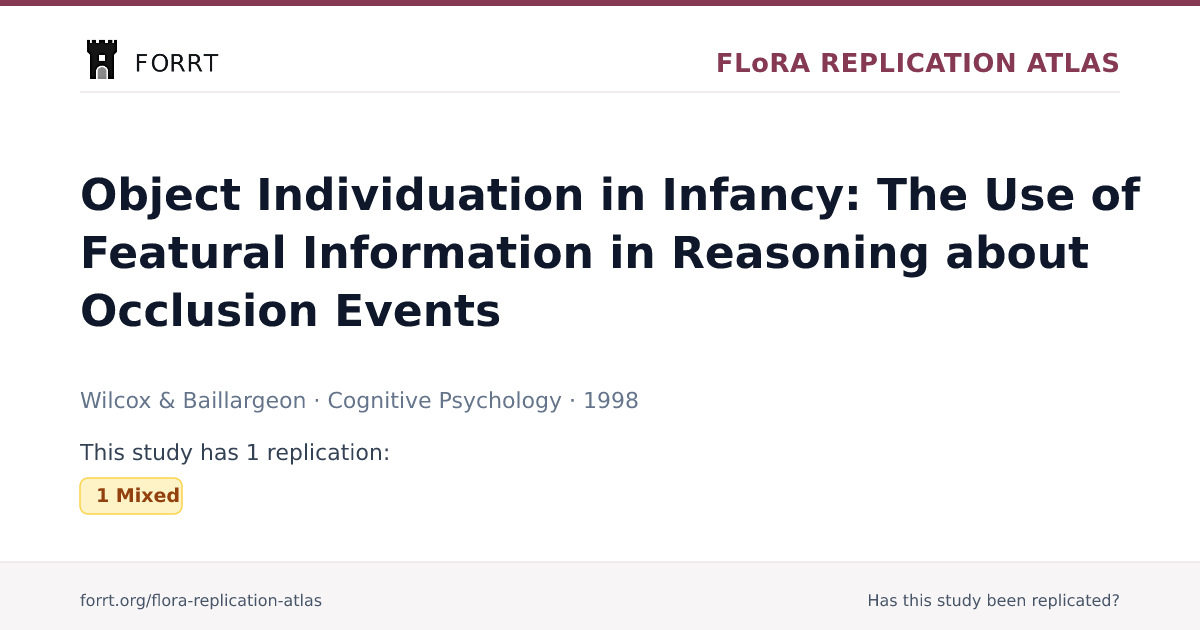 FORRT
FLoRA REPLICATION ATLAS
Object Individuation in Infancy: The Use of
Featural Information in Reasoning about
Occlusion Events
Wilcox & Baillargeon · Cognitive Psychology · 1998
This study has 1 replication:
1 Mixed
forrt.org/flora-replication-atlas
Has this study been replicated?